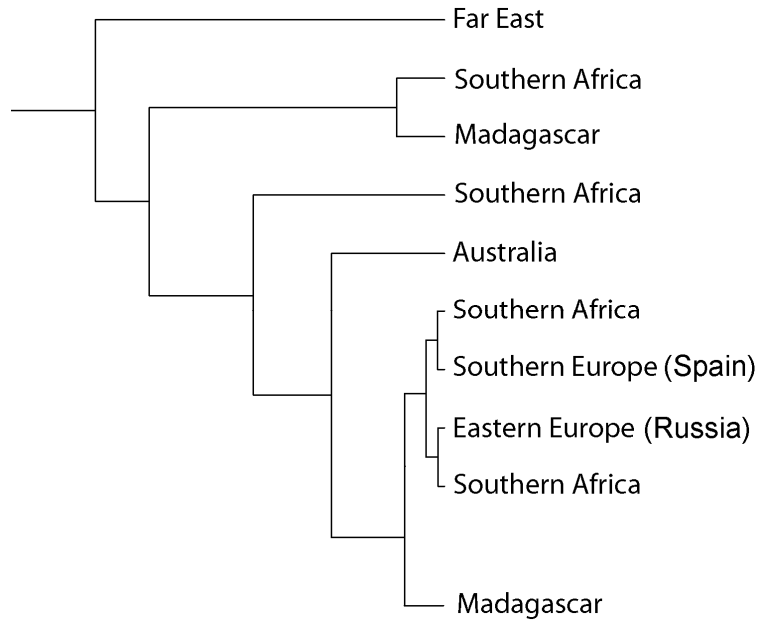 Far East
Southern Africa
Madagascar
Southern Africa
Australia
Southern Africa
Southern Europe (Spain)
Eastern Europe (Russia)
Southern Africa
Madagascar